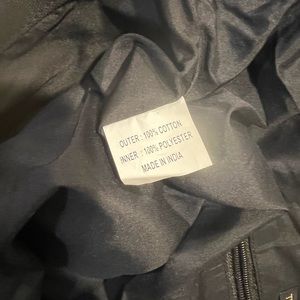 OUTER : 100% COTTON
INNER : 100% POLYESTER
MADE IN INDIA